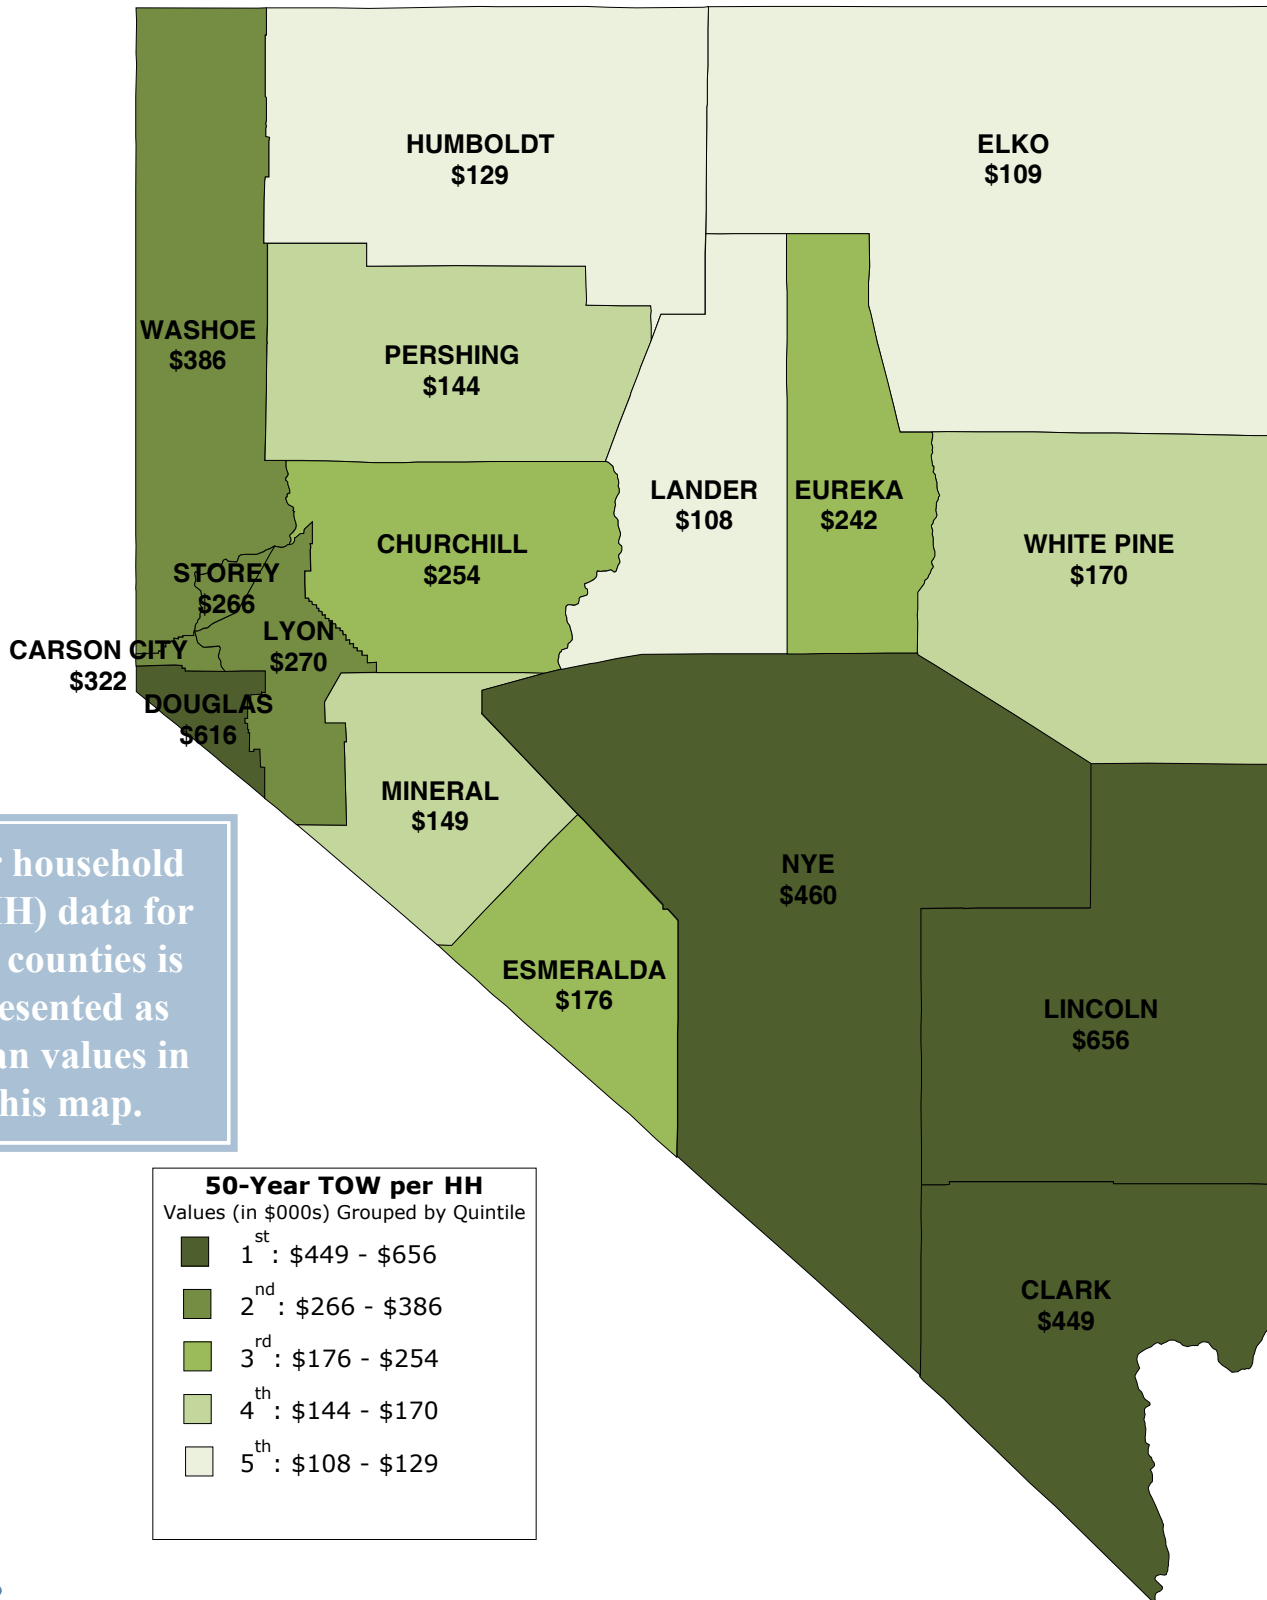 HUMBOLDT
$129
ELKO
$109
WASHOE
$386
PERSHING
$144
LANDER
$108
EUREKA
$242
CHURCHILL
$254
WHITE PINE
$170
STOREY
$266
LYON
$270
CARSON CITY
$322
DOUGLAS
$616
MINERAL
$149
NYE
$460
ESMERALDA
$176
LINCOLN
$656
CLARK
$449
household
data for
counties is
as
values in
map.
50-Year TOW per HH
Values (in $000s) Grouped by Quintile
1st: $449 - $656
2nd: $266 - $386
3rd: $176 - $254
4th: $144 - $170
5th: $108 - $129